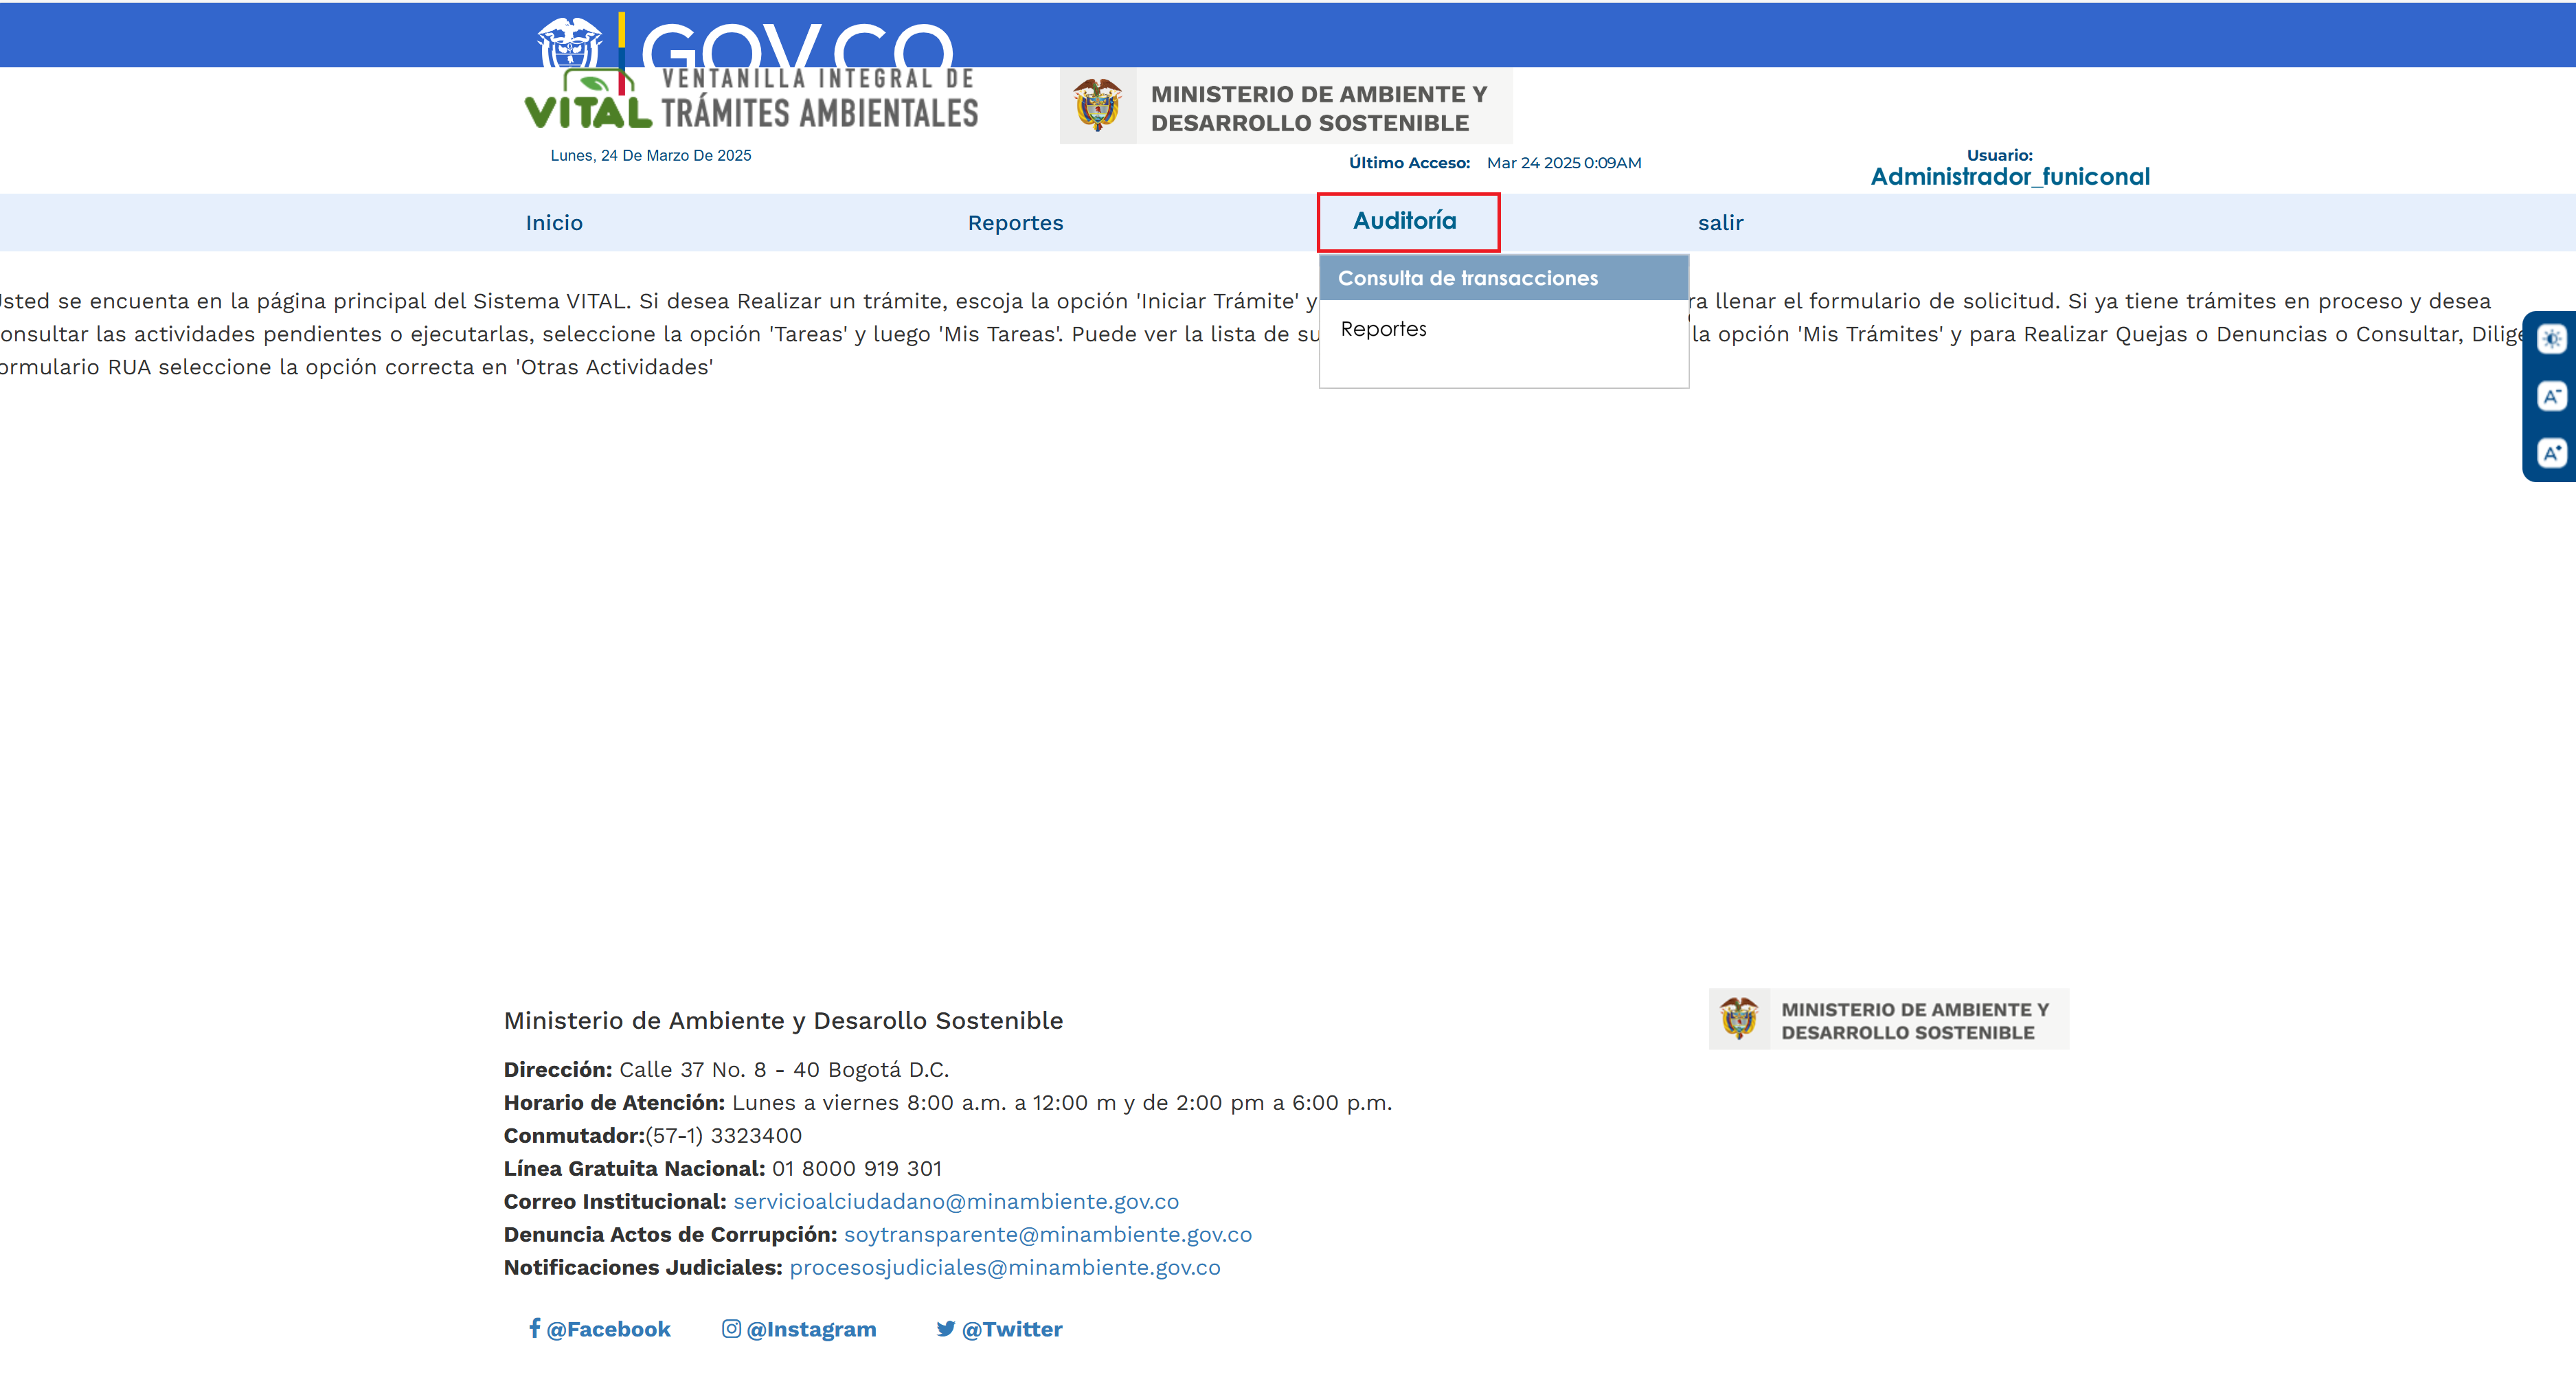 GOV.CO
VITAL VENTANILLA INTEGRAL DE
TRÁMITES AMBIENTALES
MINISTERIO DE AMBIENTE Y
DESARROLLO SOSTENIBLE
Lunes, 24 De Marzo De 2025
Último Acceso: Mar 24 2025 0:09AM
Usuario:
Administrador_funiconal
Inicio Reportes Auditoría salir
Consulta de transacciones
Reportes
sted se encuenta en la página principal del Sistema VITAL. Si desea Realizar un trámite, escoja la opción 'Iniciar Trámite' y ra llenar el formulario de solicitud. Si ya tiene trámites en proceso y desea
onsultar las actividades pendientes o ejecutarlas, seleccione la opción 'Tareas' y luego 'Mis Tareas'. Puede ver la lista de su la opción 'Mis Trámites' y para Realizar Quejas o Denuncias o Consultar, Dilige
ormulario RUA seleccione la opción correcta en 'Otras Actividades'
A-
A+
Ministerio de Ambiente y Desarollo Sostenible
MINISTERIO DE AMBIENTE Y
DESARROLLO SOSTENIBLE
Dirección: Calle 37 No. 8 - 40 Bogotá D.C.
Horario de Atención: Lunes a viernes 8:00 a.m. a 12:00 m y de 2:00 pm a 6:00 p.m.
Conmutador:(57-1) 3323400
Línea Gratuita Nacional: 01 8000 919 301
Correo Institucional: servicioalciudadano@minambiente.gov.co
Denuncia Actos de Corrupción: soytransparente@minambiente.gov.co
Notificaciones Judiciales: procesosjudiciales@minambiente.gov.co
@Facebook @Instagram @Twitter